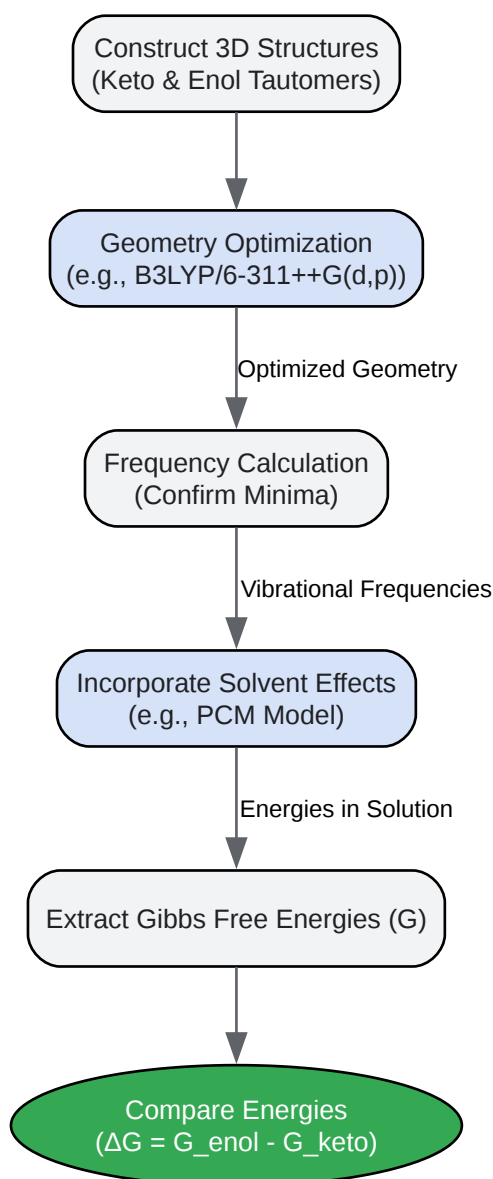 Construct 3D Structures
(Keto & Enol Tautomers)
Geometry Optimization
(e.g., B3LYP/6-311++G(d,p))
Optimized Geometry
Frequency Calculation
(Confirm Minima)
Vibrational Frequencies
Incorporate Solvent Effects
(e.g., PCM Model)
Energies in Solution
Extract Gibbs Free Energies (G)
Compare Energies
(ΔG = G_enol - G_keto)